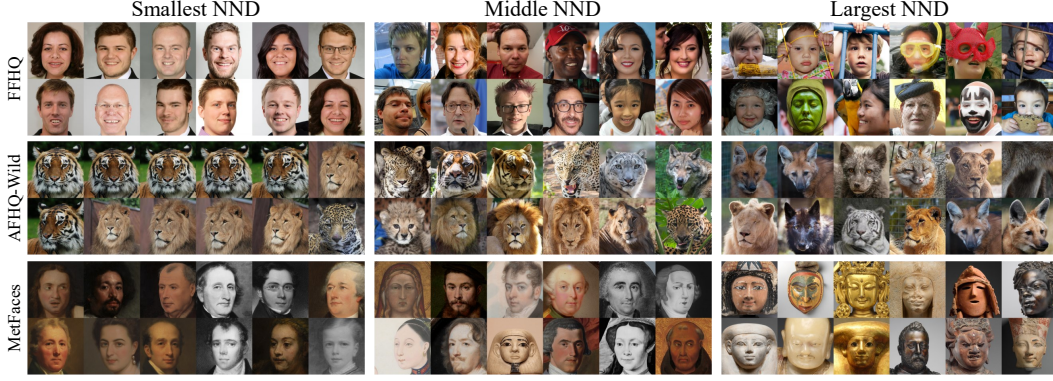 Smallest NND
Middle NND
Largest NND
FFHQ
AFHQ-Wild
MetFaces